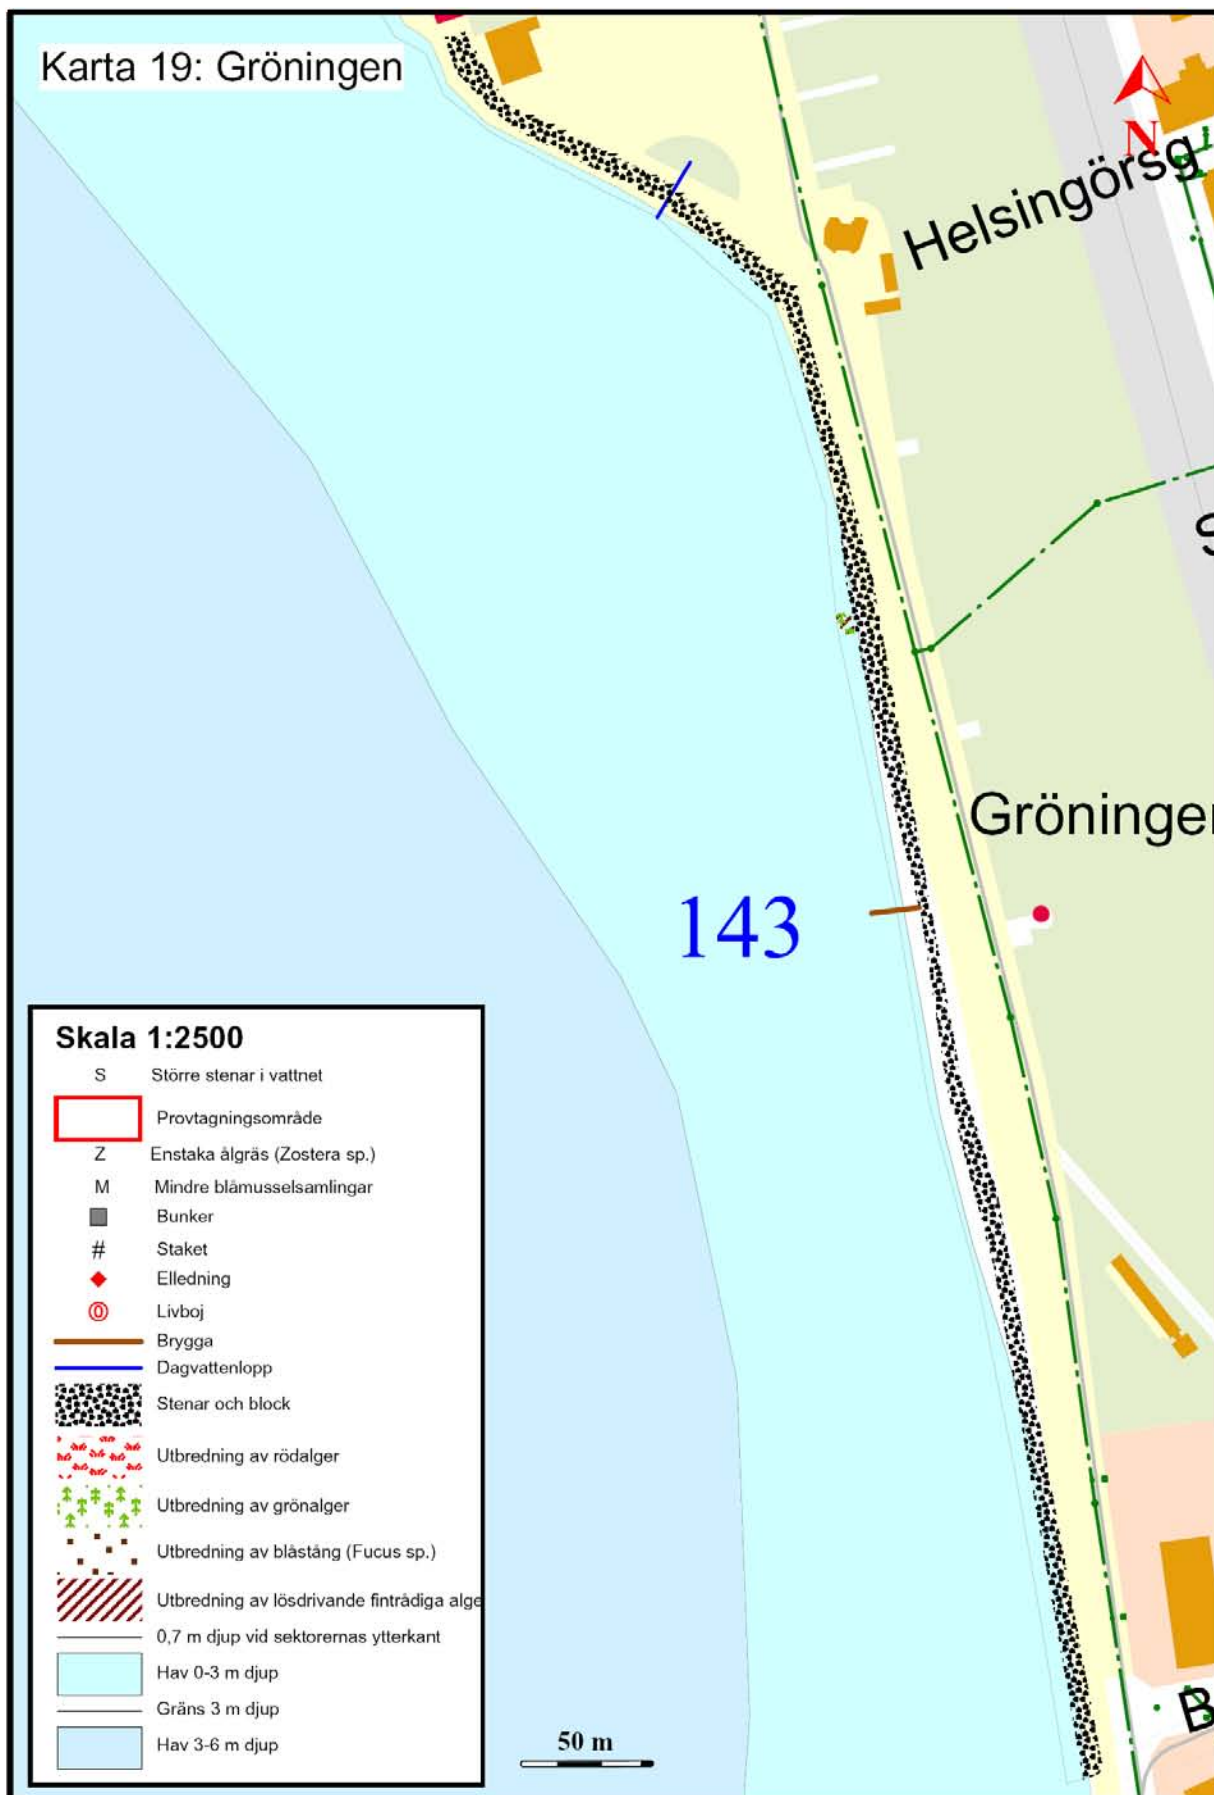 Karta 19: Gröningen
N
Helsingörsg
S
Gröninge
143
Skala 1:2500
S Större stenar i vattnet
Provtagningsområde
Z Enstaka ålgräs (Zostera sp.)
M Mindre blåmusselsamlingar
Bunker
# Staket
Elledning
Livboj
Brygga
Dagvattenlopp
Stenar och block
Utbredning av rödalger
Utbredning av grönalger
Utbredning av blåstång (Fucus sp.)
Utbredning av lösdrivande fintrådiga alge
0,7 m djup vid sektorernas ytterkant
Hav 0-3 m djup
Gräns 3 m djup
Hav 3-6 m djup
50 m
B